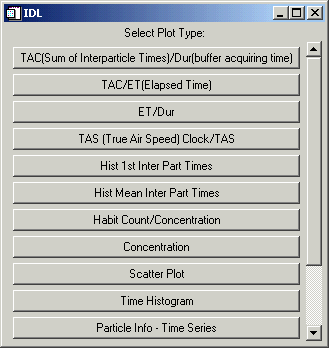 IDL
Select Plot Type:
TAC(Sum of Interparticle Times)/Dur(buffer acquiring time)
TAC/ET(Elapsed Time)
ET/Dur
TAS (True Air Speed) Clock/TAS
Hist 1st Inter Part Times
Hist Mean Inter Part Times
Habit Count/Concentration
Concentration
Scatter Plot
Time Histogram
Particle Info - Time Series